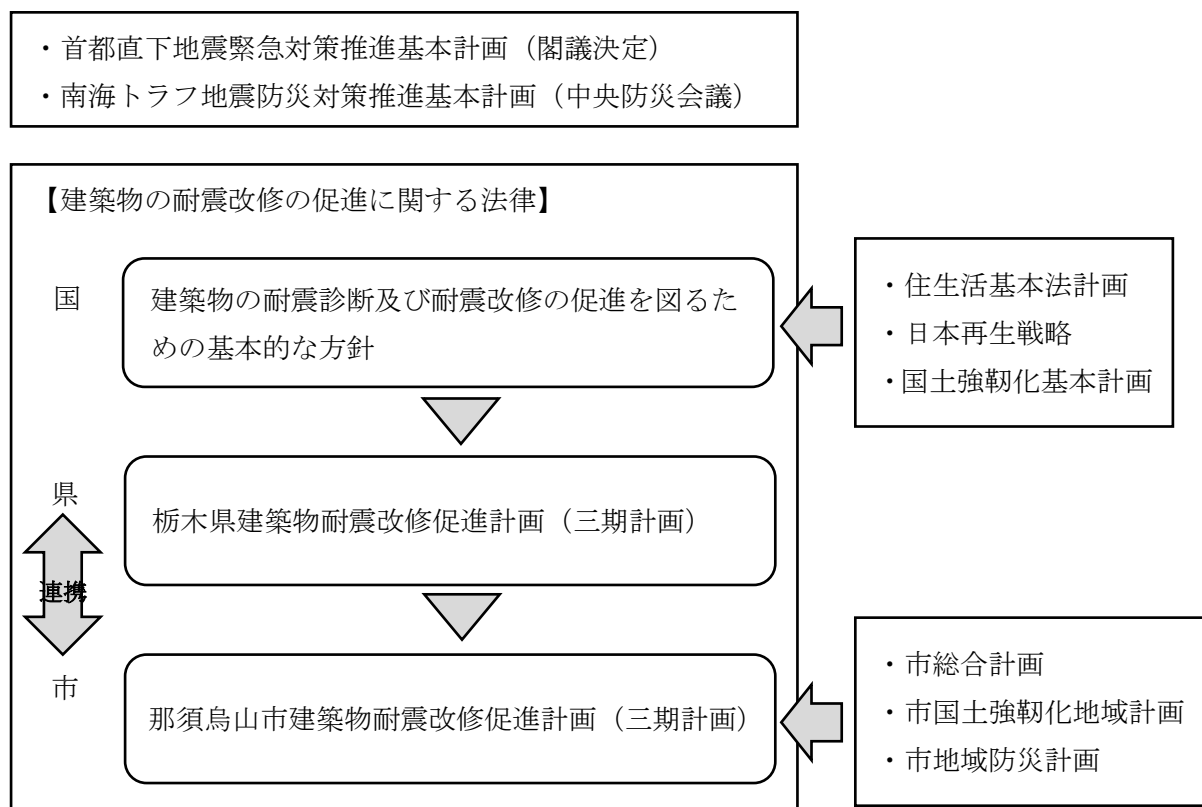 ・首都直下地震緊急対策推進基本計画（閣議決定）
・南海トラフ地震防災対策推進基本計画（中央防災会議）
【建築物の耐震改修の促進に関する法律】
国
建築物の耐震診断及び耐震改修の促進を図るた
めの基本的な方針
・住生活基本法計画
・日本再生戦略
・国土強靱化基本計画
県
栃木県建築物耐震改修促進計画（三期計画）
連携
市
那須烏山市建築物耐震改修促進計画（三期計画）
・市総合計画
・市国土強靱化地域計画
・市地域防災計画